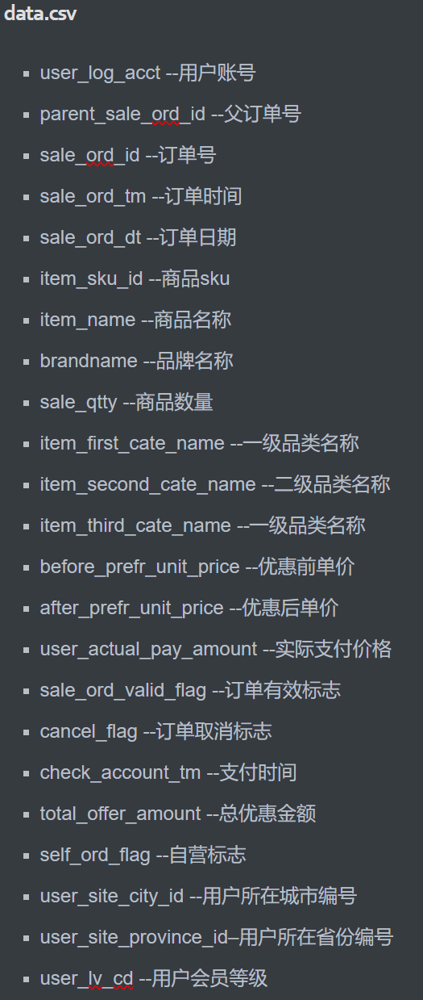 data.csv
user_log_acct --用户账号
parent_sale_ord_id --父订单号
sale_ord_id --订单号
sale_ord_tm --订单时间
sale_ord_dt --订单日期
item_sku_id --商品sku
item_name --商品名称
brandname --品牌名称
sale_qtty --商品数量
item_first_cate_name --一级品类名称
item_second_cate_name --二级品类名称
item_third_cate_name --一级品类名称
before_prefr_unit_price --优惠前单价
after_prefr_unit_price --优惠后单价
user_actual_pay_amount --实际支付价格
sale_ord_valid_flag --订单有效标志
cancel_flag --订单取消标志
check_account_tm --支付时间
total_offer_amount --总优惠金额
self_ord_flag --自营标志
user_site_city_id --用户所在城市编号
user_site_province_id–用户所在省份编号
user_lv_cd --用户会员等级